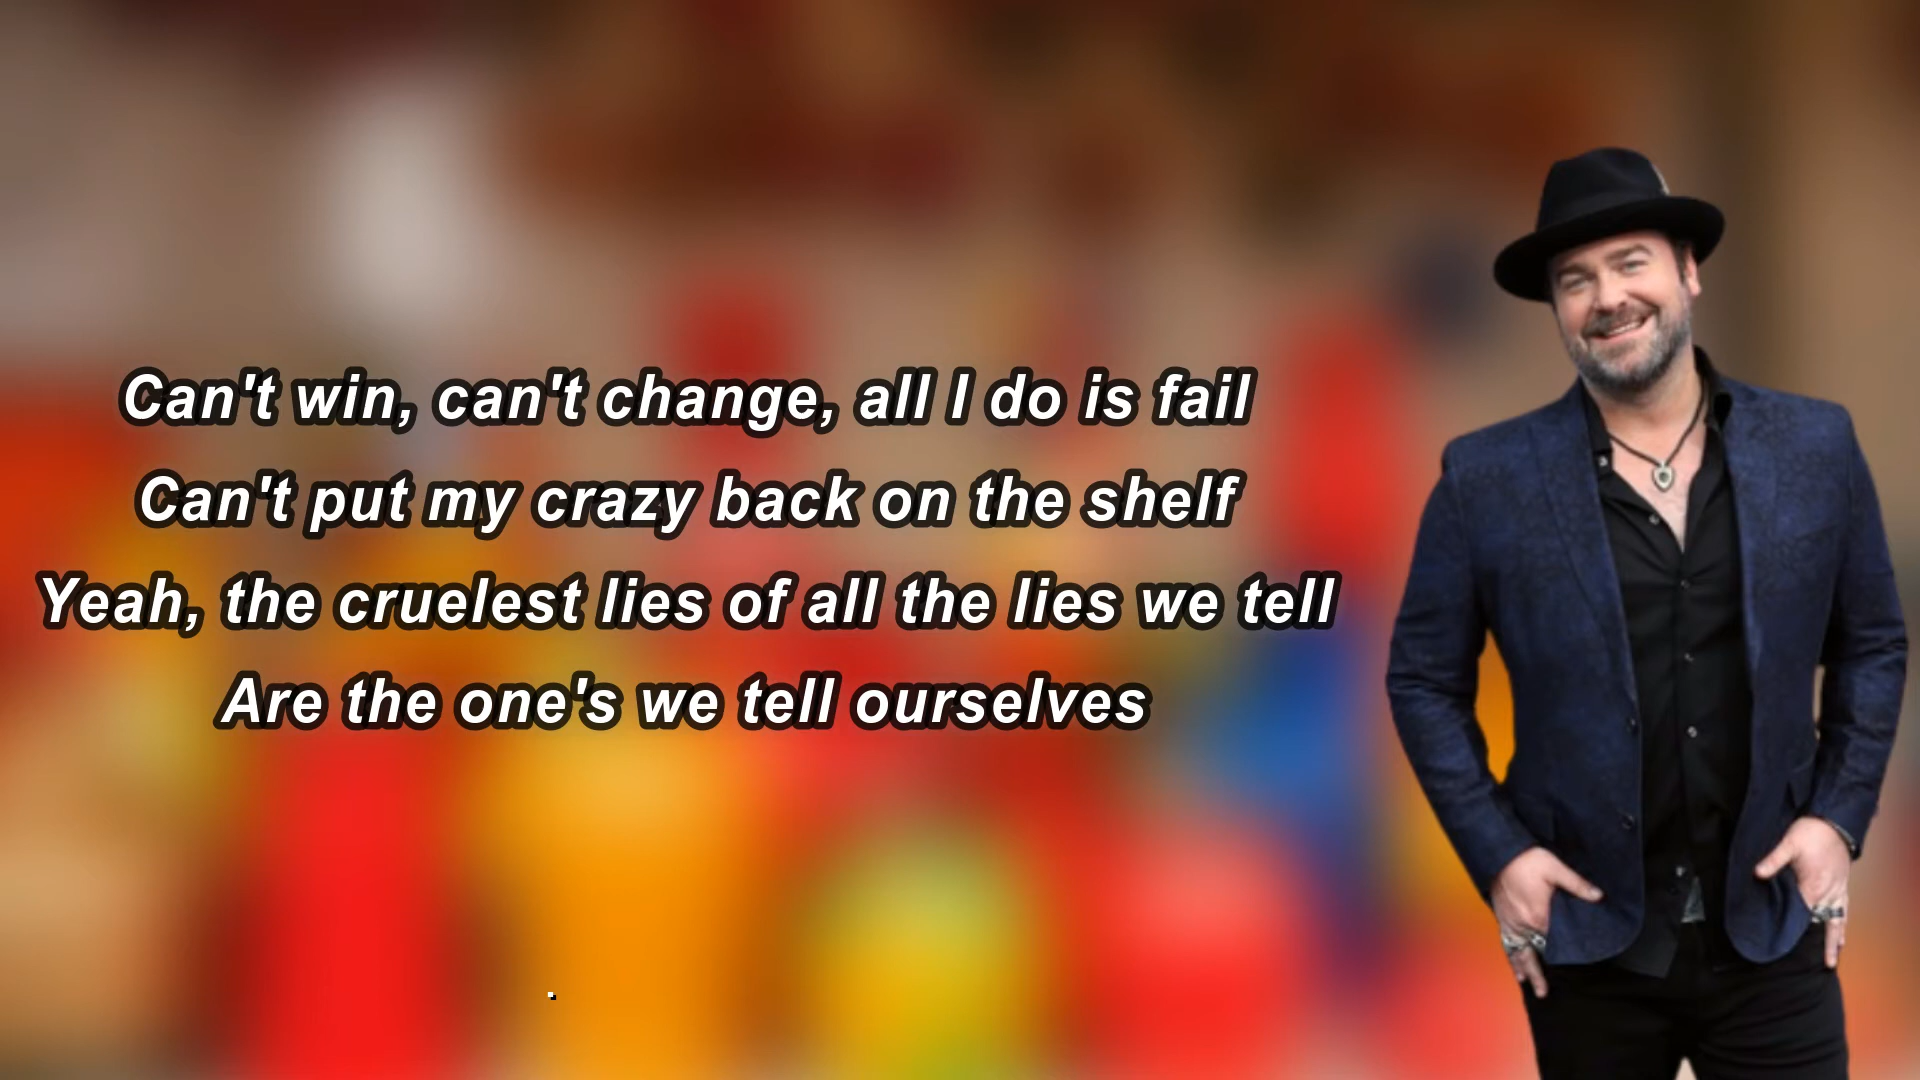 Can't win, can't change, all I do is fail
Can't put my crazy back on the shelf
Yeah, the cruelest lies of all the lies we tell
Are the one's we tell ourselves